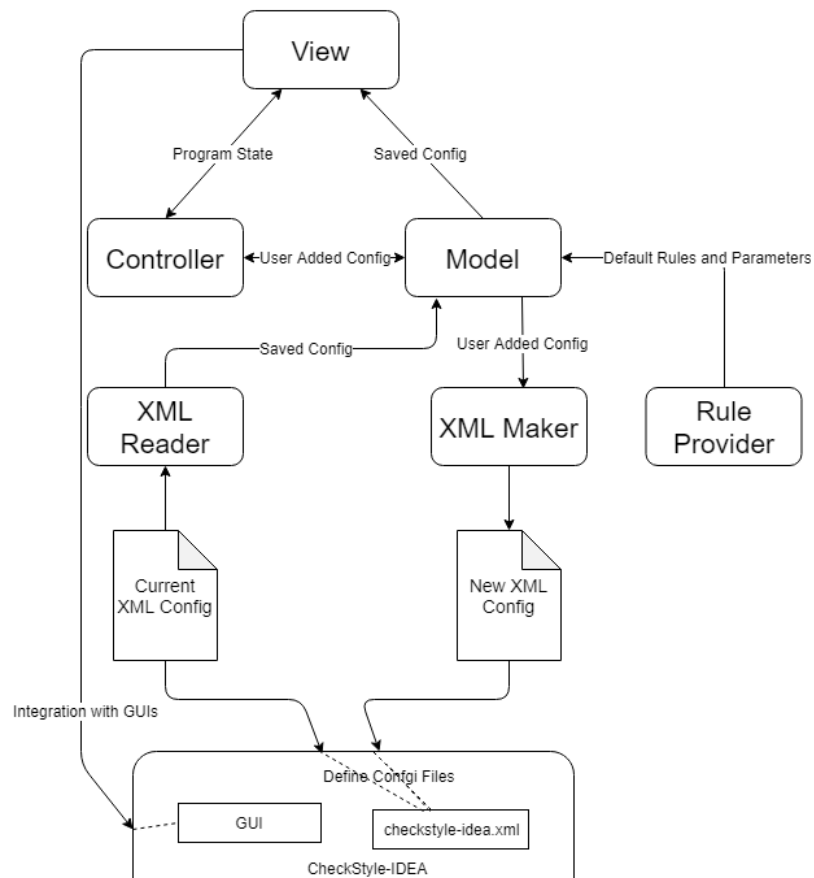 View
Program State
Saved Config
Controller
User Added Config
Model
Default Rules and Parameters
Saved Config
User Added Config
XML
Reader
XML Maker
Rule
Provider
Current
XML Config
New XML
Config
Integration with GUIs
Define Confgi Files
GUI
checkstyle-idea.xml
CheckStyle-IDEA